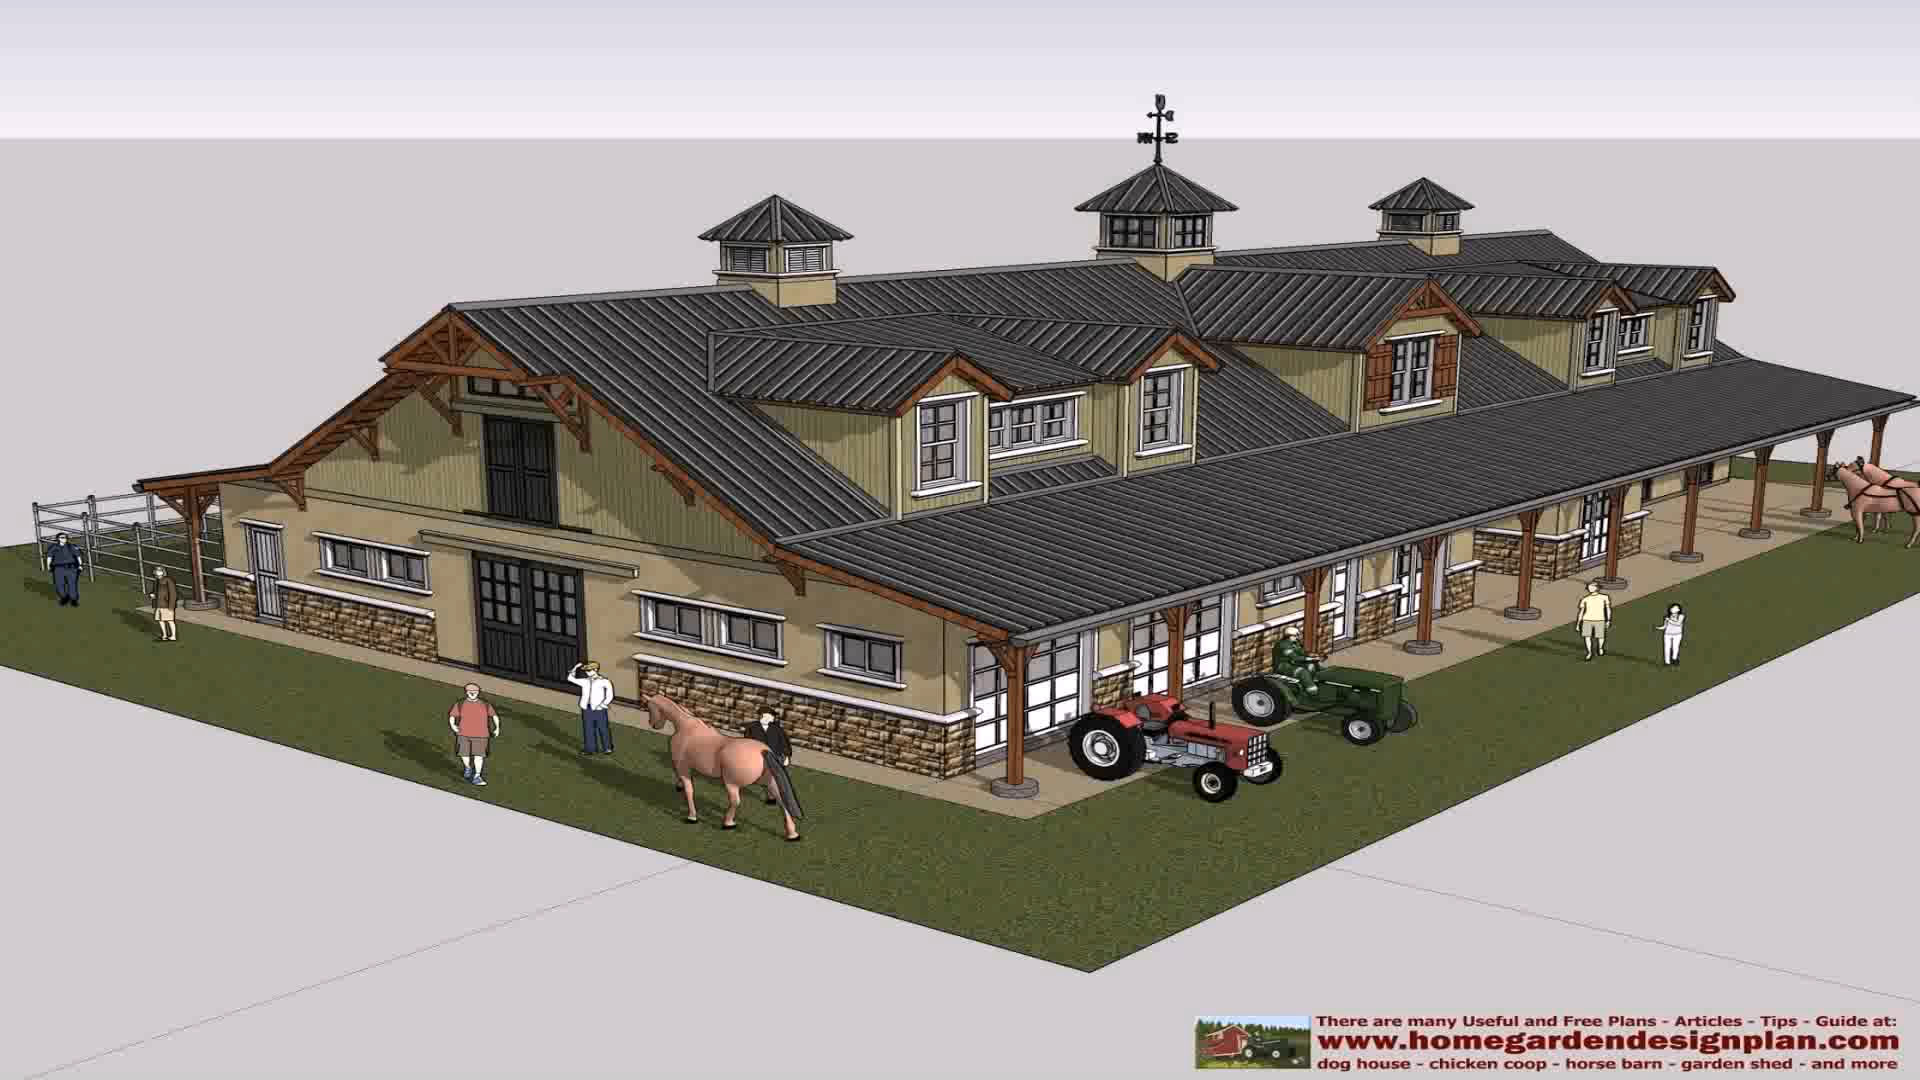 There are many Useful and Free Plans - Articles - Tips - Guide at:
www.homegardendesignplan.com
dog house - chicken coop - horse barn - garden shed - and more